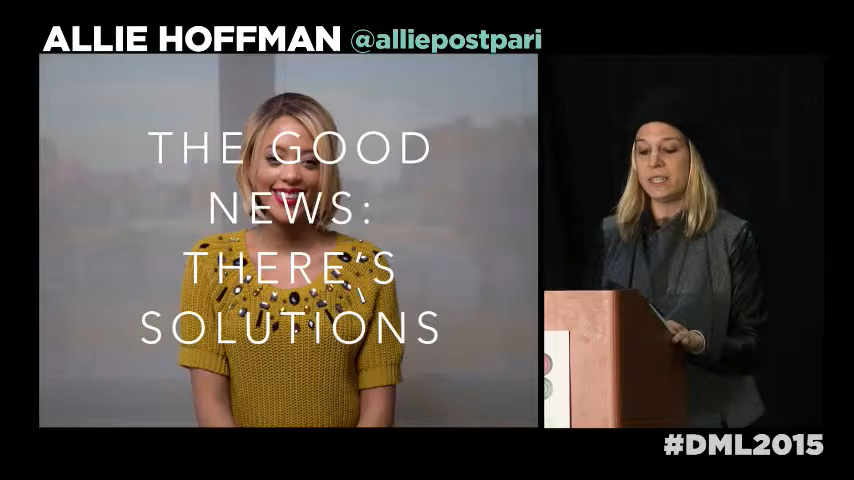 ALLIE HOFFMAN @alliepostpari
THE GOOD
NEWS:
THERE'S
SOLUTIONS
#DML2015